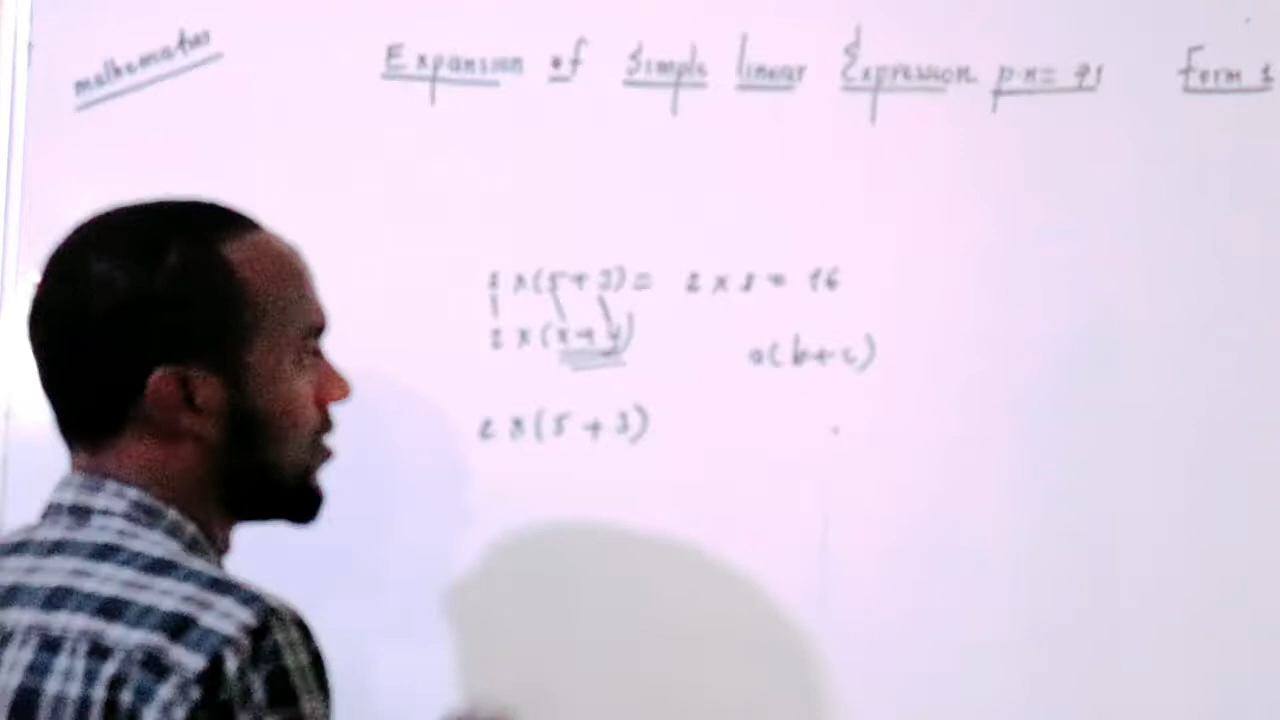 mathematics
Expansion of Simple linear Expression p.n= 91 Form 1
2 x (5 + 3) = 2 x 8 = 16
2 x (x + y)
a(b+c)
2 x (5 + 3)